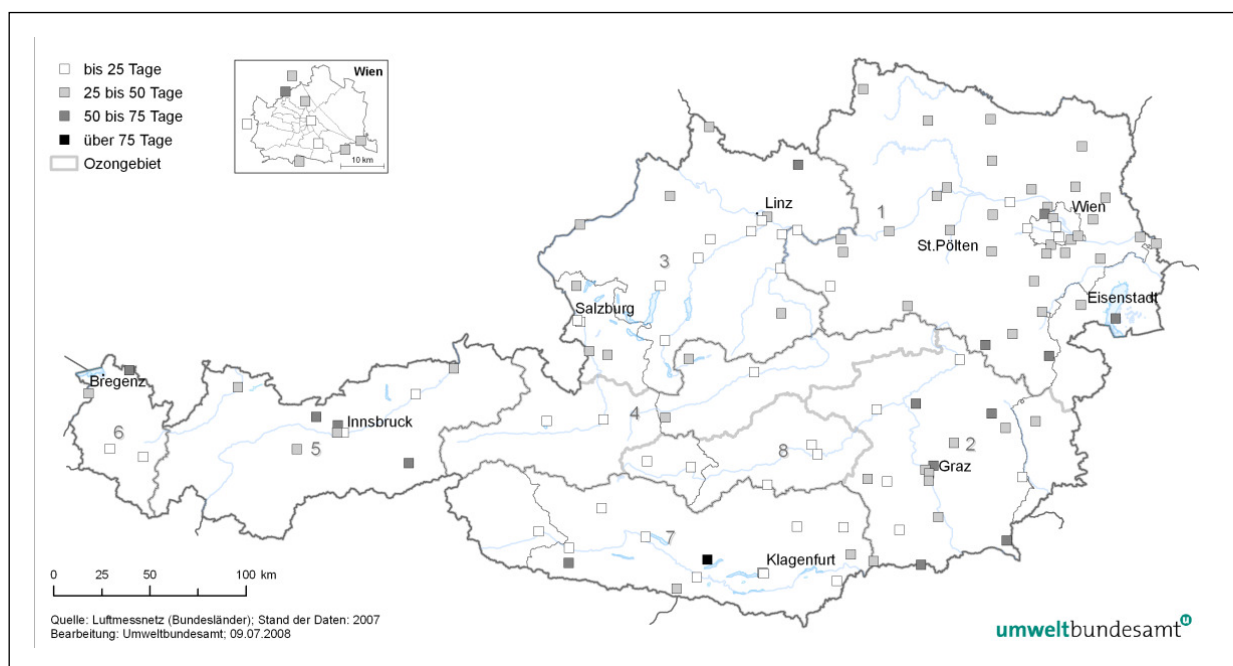 bis 25 Tage
25 bis 50 Tage
50 bis 75 Tage
über 75 Tage
Ozongebiet
Wien
10 km
Linz
1
Wien
St.Pölten
3
Eisenstadt
Salzburg
Bregenz
4
Innsbruck
6
5
8
2
Graz
7
Klagenfurt
0 25 50 100 km
Quelle: Luftmessnetz (Bundesländer); Stand der Daten: 2007
Bearbeitung: Umweltbundesamt; 09.07.2008
umweltbundesamt u